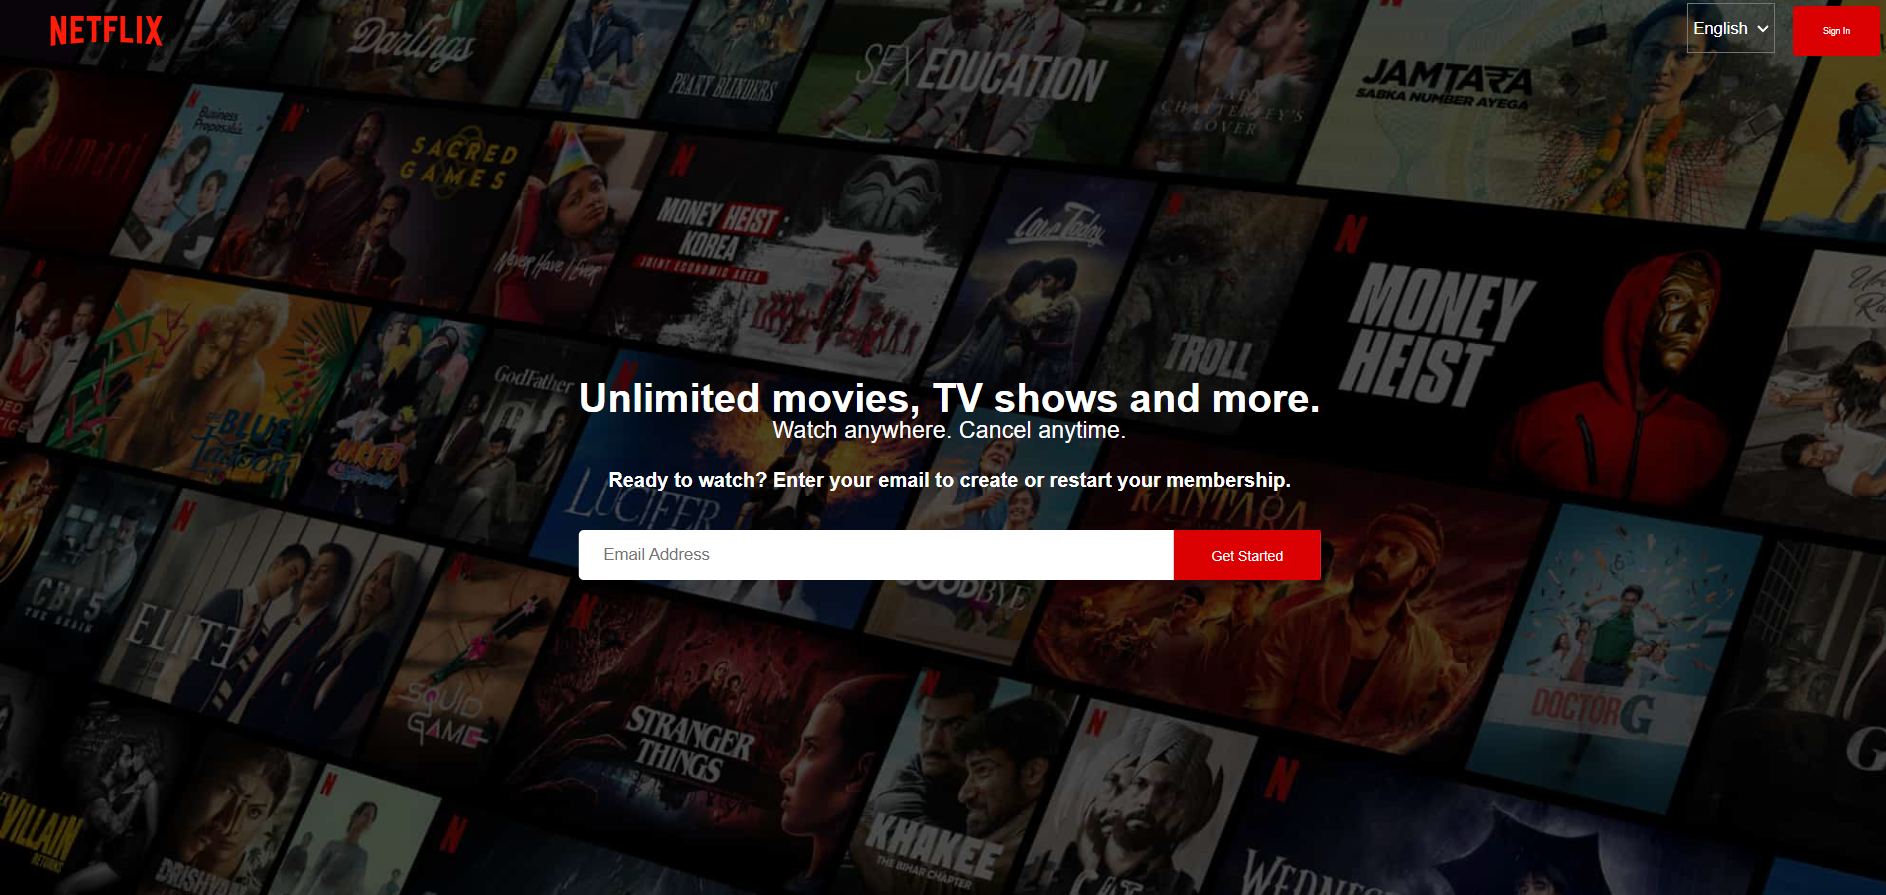 NETFLIX
English
Sign In
Darlings
PEAKY BLINDERS
SEX EDUCATION
LADY
CHATTERLEY'S
LOVER
JAMTARA
SABKA NUMBER AYEGA
kumari
Business
Proposal
SACRED
GAMES
Never Have I Ever
MONEY HEIST:
KOREA
JOINT ECONOMIC AREA
Love Today
TROLL
MONEY
HEIST
THE BLUE
Lagoon
NARUTO
GODFATHER
Unlimited movies, TV shows and more.
Watch anywhere. Cancel anytime.
Ready to watch? Enter your email to create or restart your membership.
LUCIFER
KANTARA
Email Address
Get Started
GOODBYE
ELITE
SQUID
GAME
STRANGER
THINGS
DOCTOR G
VILLAIN
RETURNS
DRISHYAM
KHAKEE
THE BIHAR CHAPTER
CAT
WEDNES